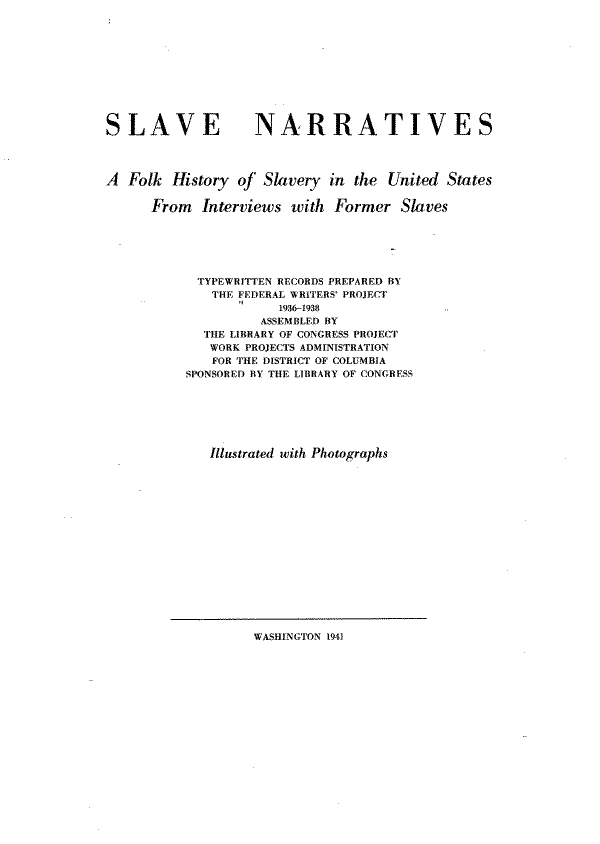 SLAVE NARRATIVES
A Folk History of Slavery in the United States
From Interviews with Former Slaves
TYPEWRITTEN RECORDS PREPARED BY
THE FEDERAL WRITERS' PROJECT
1936–1938
ASSEMBLED BY
THE LIBRARY OF CONGRESS PROJECT
WORK PROJECTS ADMINISTRATION
FOR THE DISTRICT OF COLUMBIA
SPONSORED BY THE LIBRARY OF CONGRESS
Illustrated with Photographs
WASHINGTON 1941